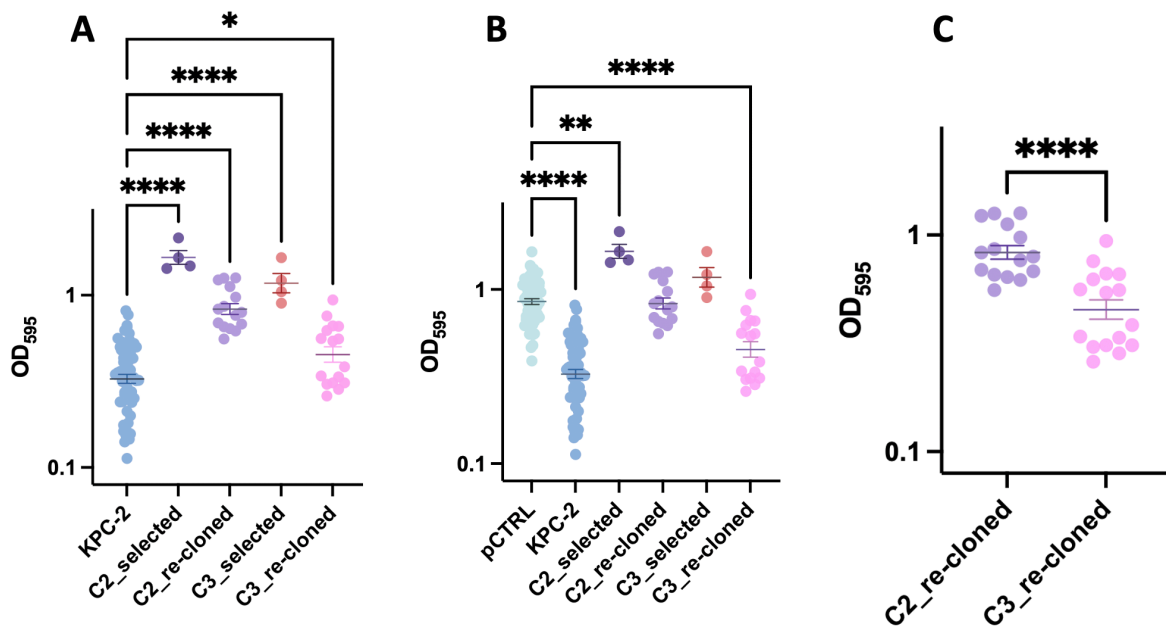 A
*
****
****
****
OD595
1
0.1
KPC-2
C2_selected
C2_re-cloned
C3_selected
C3_re-cloned
B
****
**
****
OD595
1
0.1
pCTRL
KPC-2
C2_selected
C2_re-cloned
C3_selected
C3_re-cloned
C
****
OD595
1
0.1
C2_re-cloned
C3_re-cloned